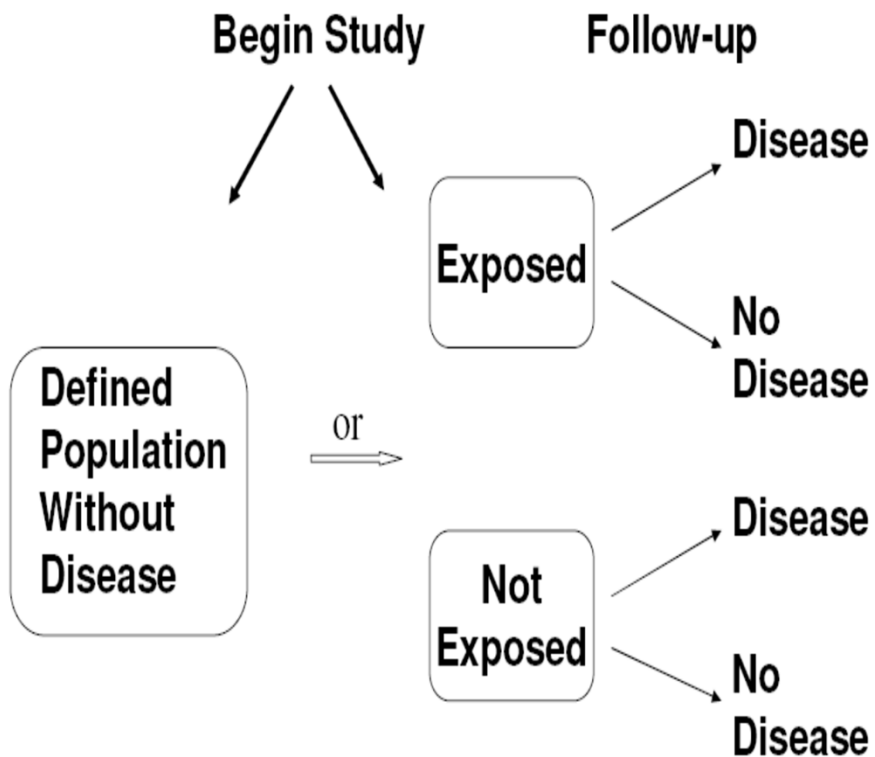 Begin Study
Follow-up
Disease
Exposed
No
Disease
Defined
Population
Without
Disease
or
Disease
Not
Exposed
No
Disease